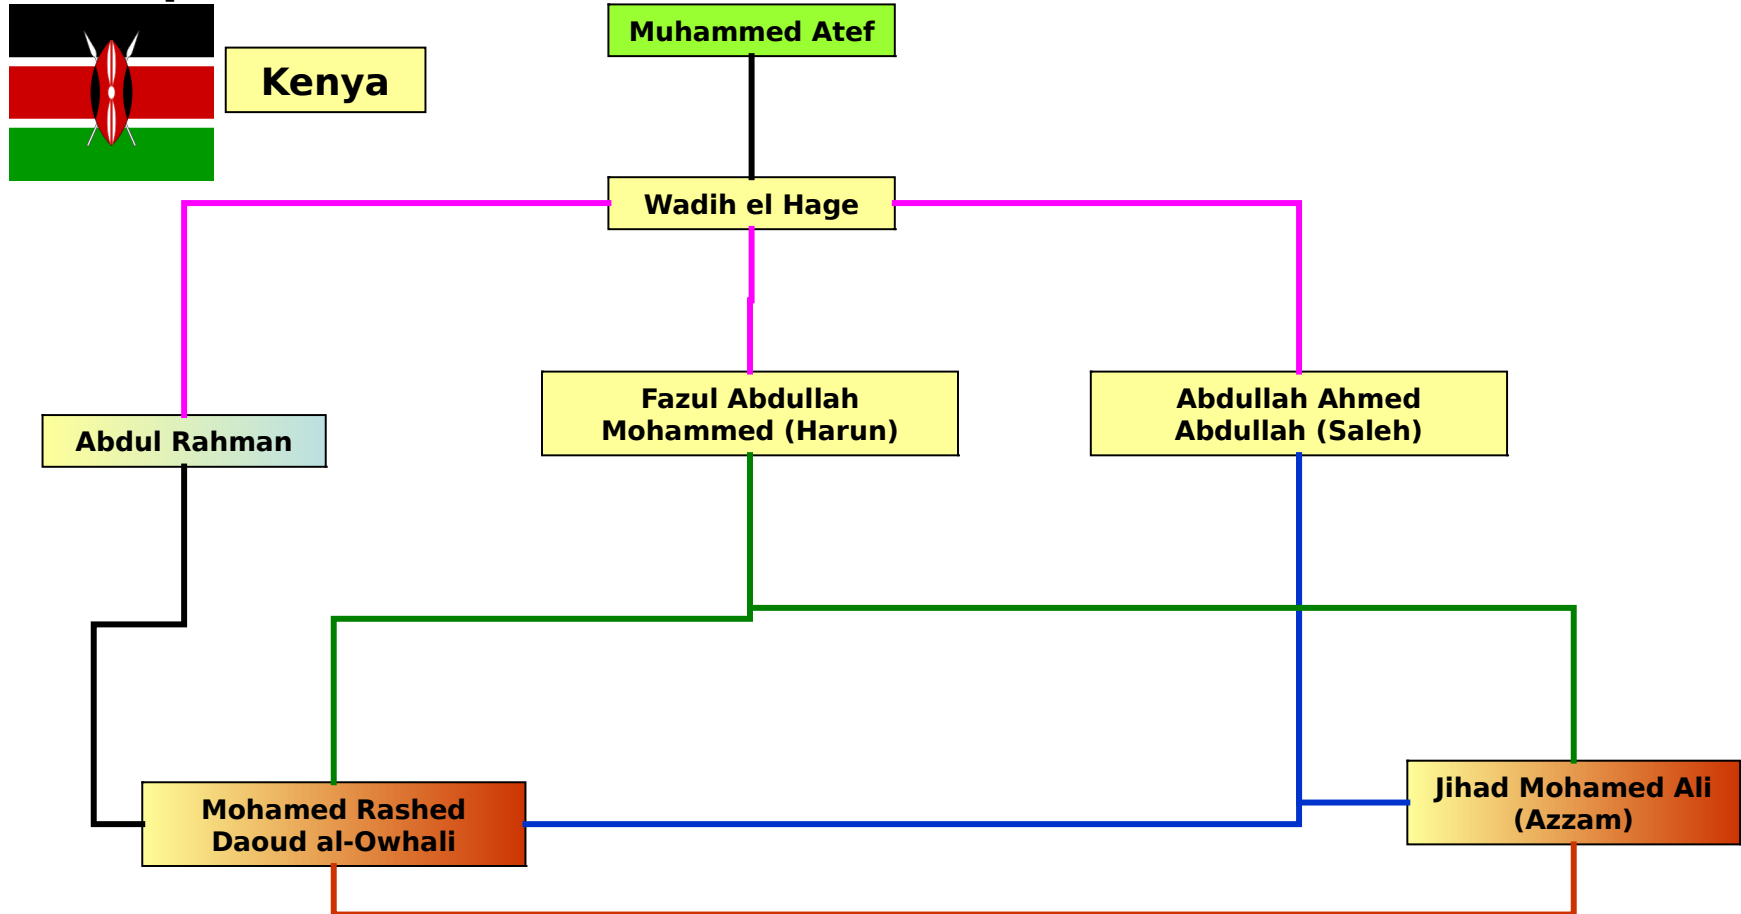 Muhammed Atef
Kenya
Wadih el Hage
Fazul Abdullah
Mohammed (Harun)
Abdullah Ahmed
Abdullah (Saleh)
Abdul Rahman
Mohamed Rashed
Daoud al-Owhali
Jihad Mohamed Ali
(Azzam)